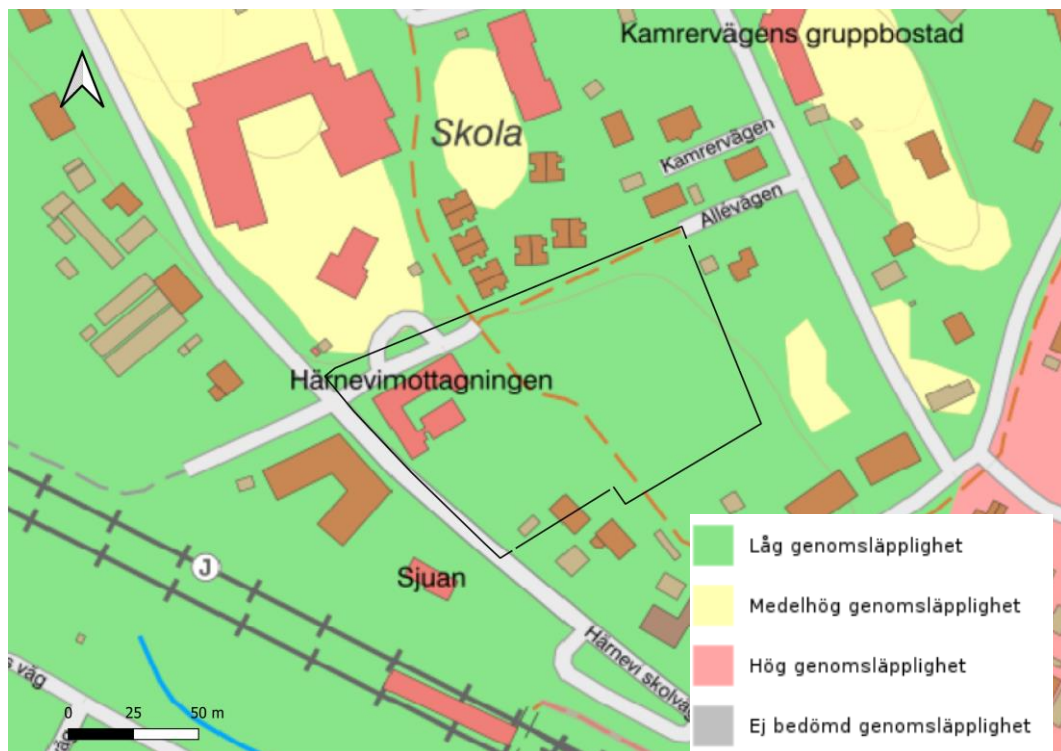 Kamrervägens gruppbostad
Skola
Kamrervägen
Allévägen
Härnevimottagningen
J
Sjuan
Härnevi skolväg
s väg
0 25 50 m
Låg genomsläpplighet
Medelhög genomsläpplighet
Hög genomsläpplighet
Ej bedömd genomsläpplighet